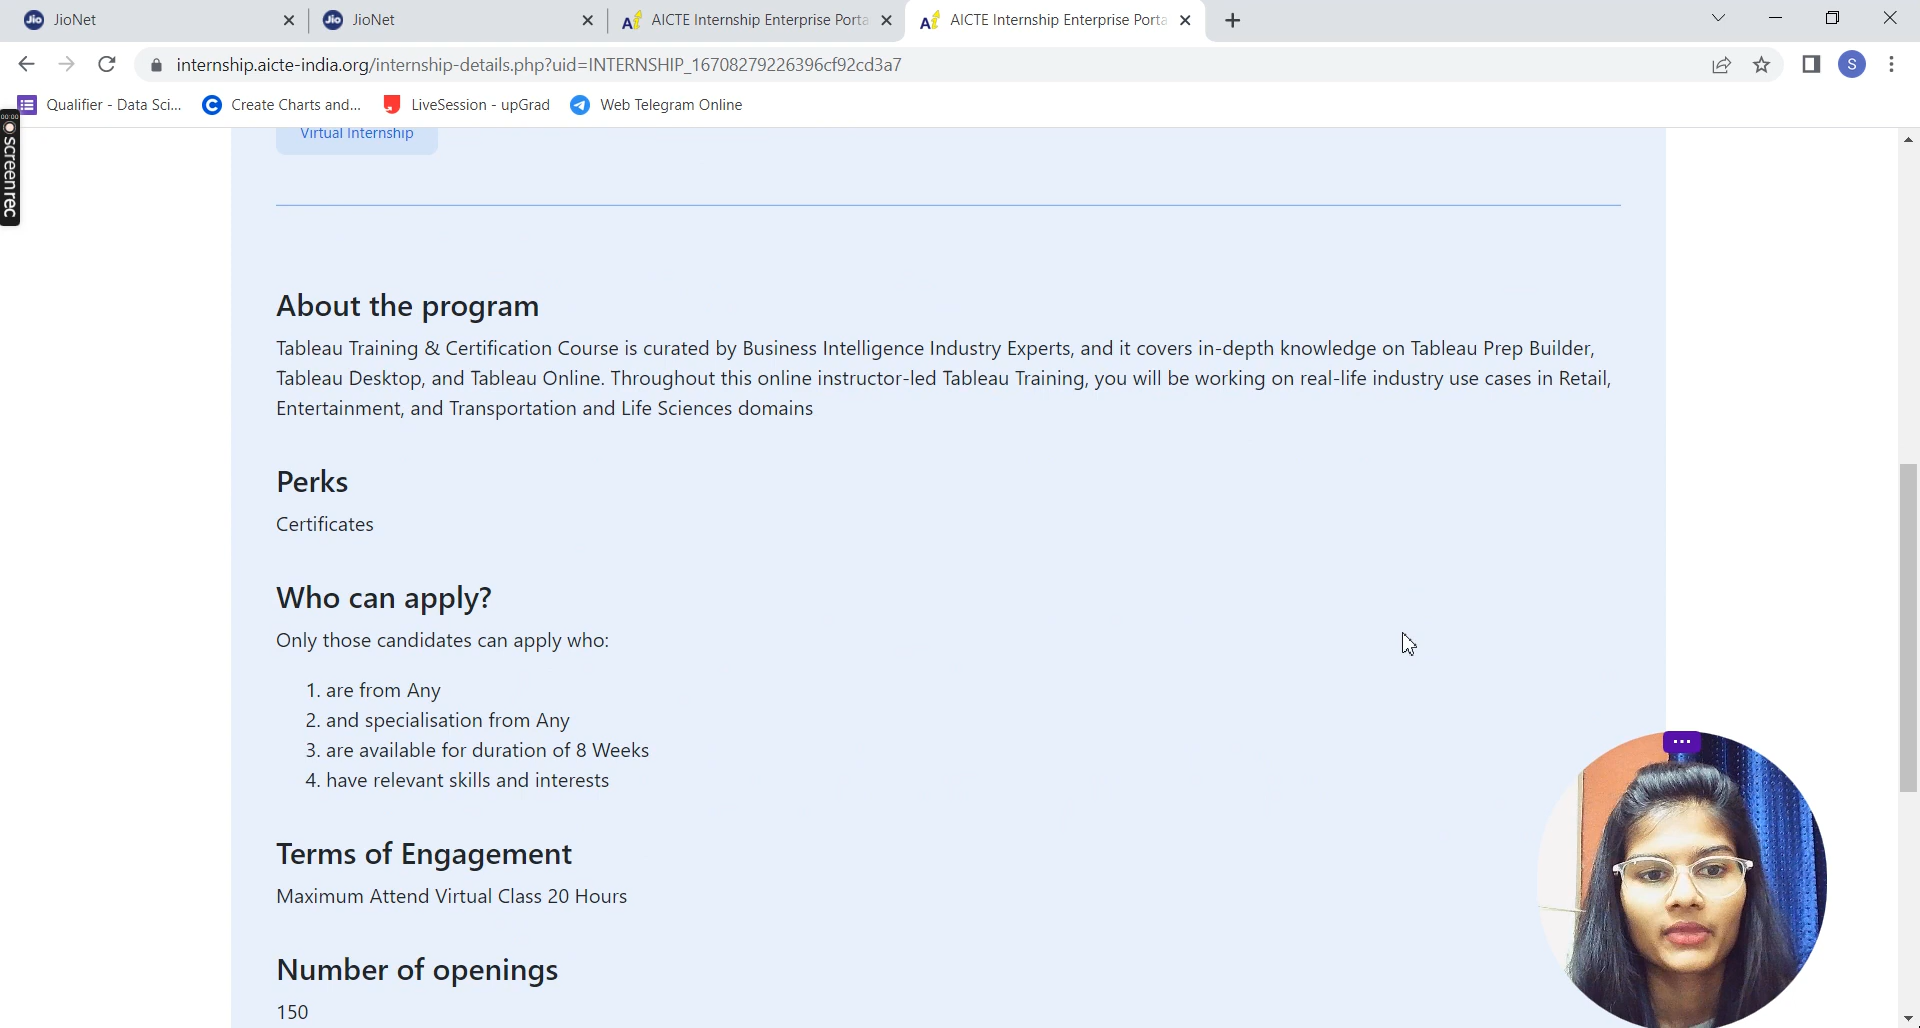 JioNet
JioNet
AICTE Internship Enterprise Porta
AICTE Internship Enterprise Porta
internship.aicte-india.org/internship-details.php?uid=INTERNSHIP_16708279226396cf92cd3a7
S
Qualifier - Data Sci...
Create Charts and...
LiveSession - upGrad
Web Telegram Online
00:00
screenrec
Virtual Internship
About the program
Tableau Training & Certification Course is curated by Business Intelligence Industry Experts, and it covers in-depth knowledge on Tableau Prep Builder,
Tableau Desktop, and Tableau Online. Throughout this online instructor-led Tableau Training, you will be working on real-life industry use cases in Retail,
Entertainment, and Transportation and Life Sciences domains
Perks
Certificates
Who can apply?
Only those candidates can apply who:
1. are from Any
2. and specialisation from Any
3. are available for duration of 8 Weeks
4. have relevant skills and interests
Terms of Engagement
Maximum Attend Virtual Class 20 Hours
Number of openings
150